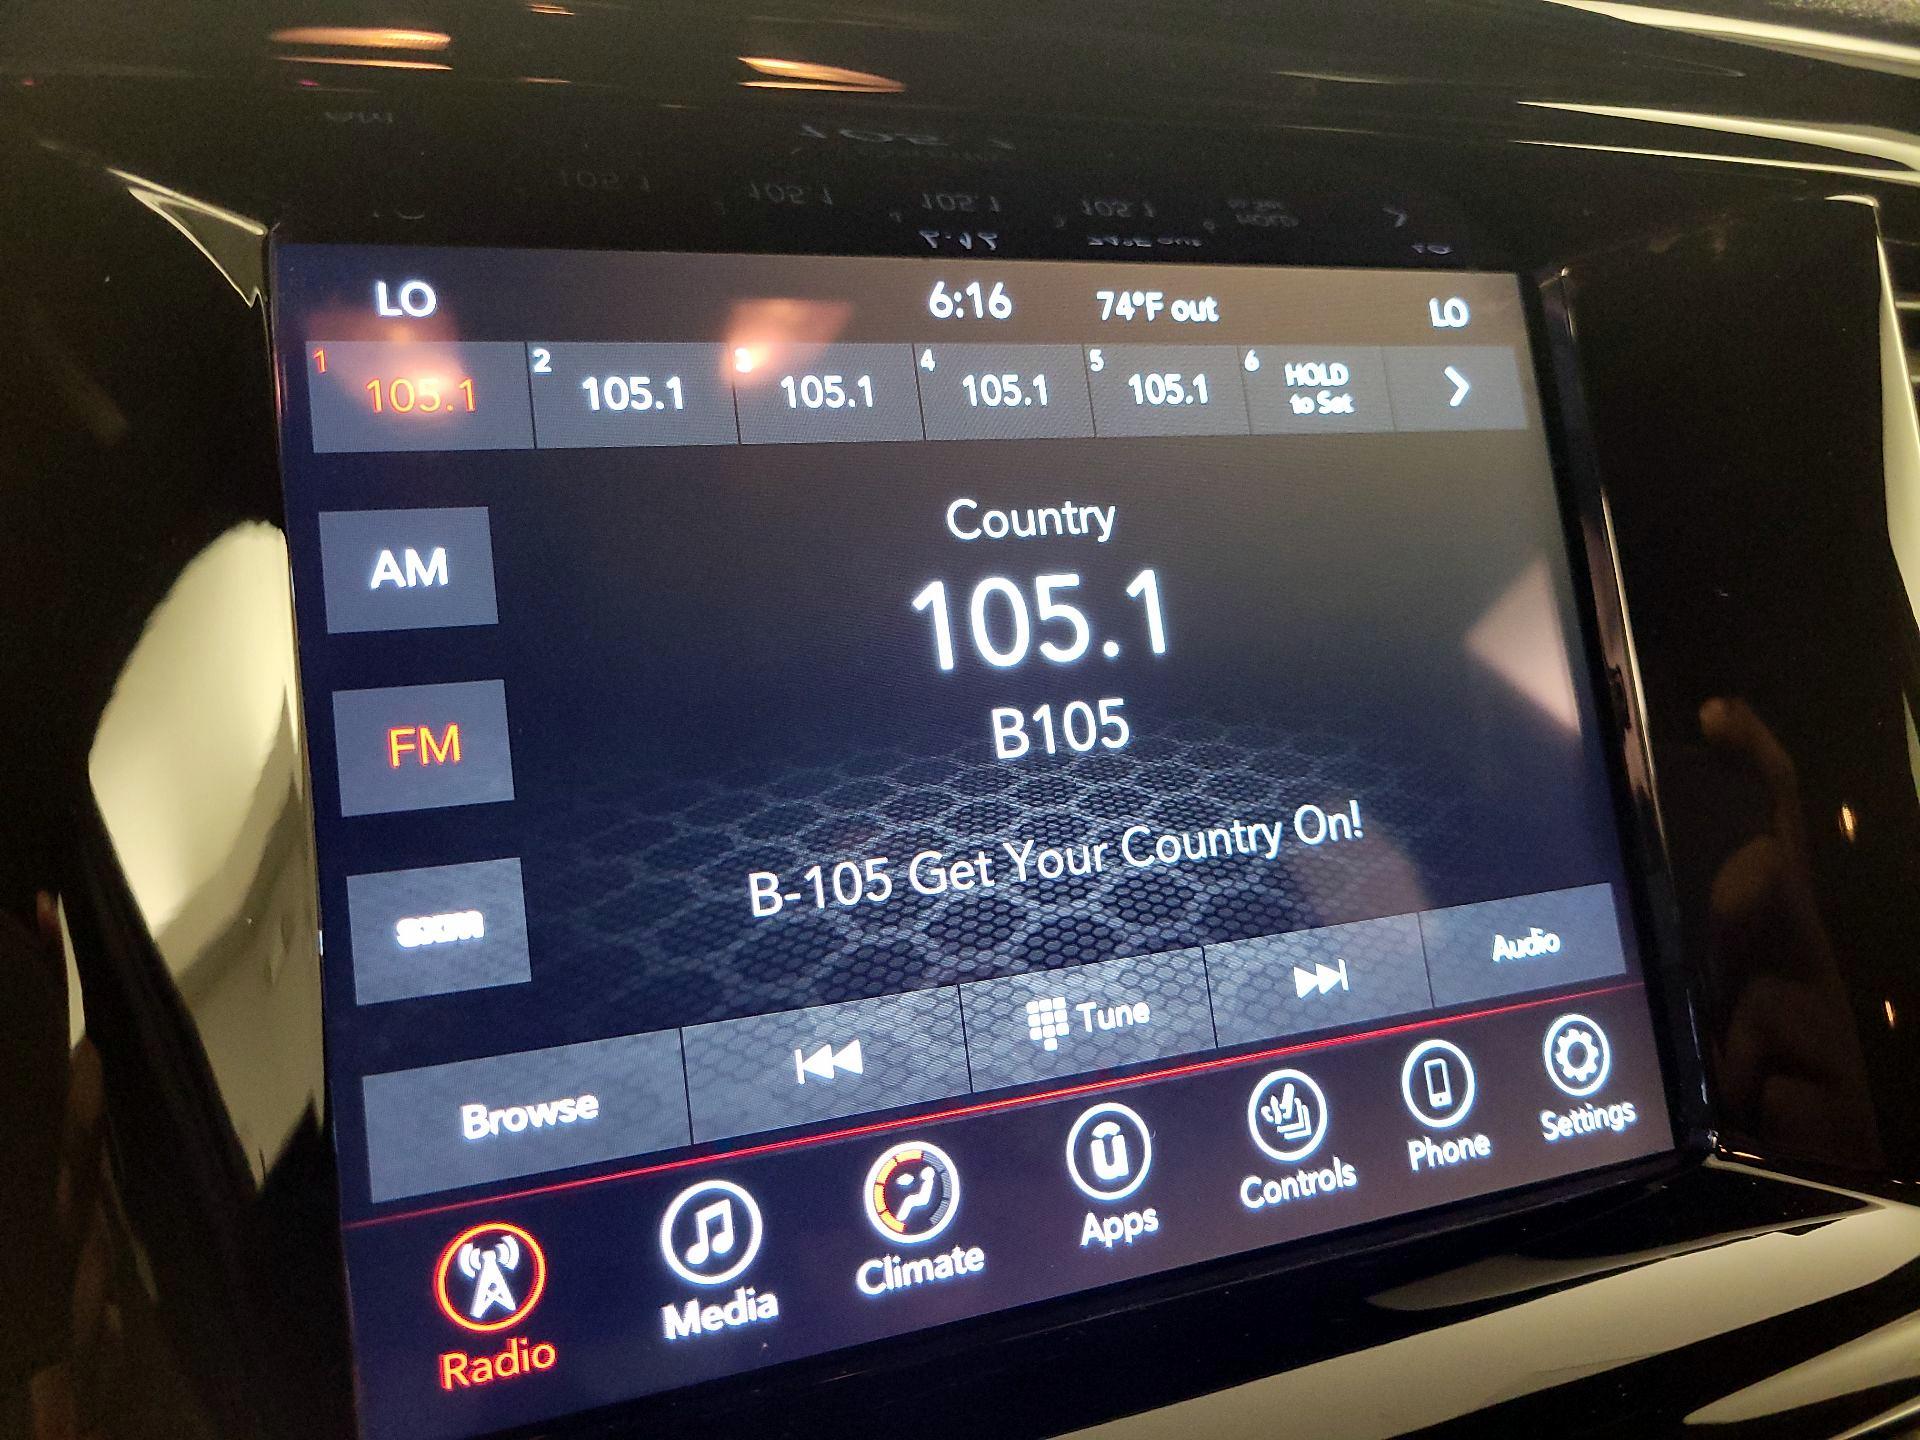 LO 6:16 74°F out LO
1 105.1 2 105.1 3 105.1 4 105.1 5 105.1 6 HOLD
to Set
Country
AM
105.1
FM
B105
B-105 Get Your Country On!
SXM
Browse Tune Audio
Radio Media Climate Apps Controls Phone Settings